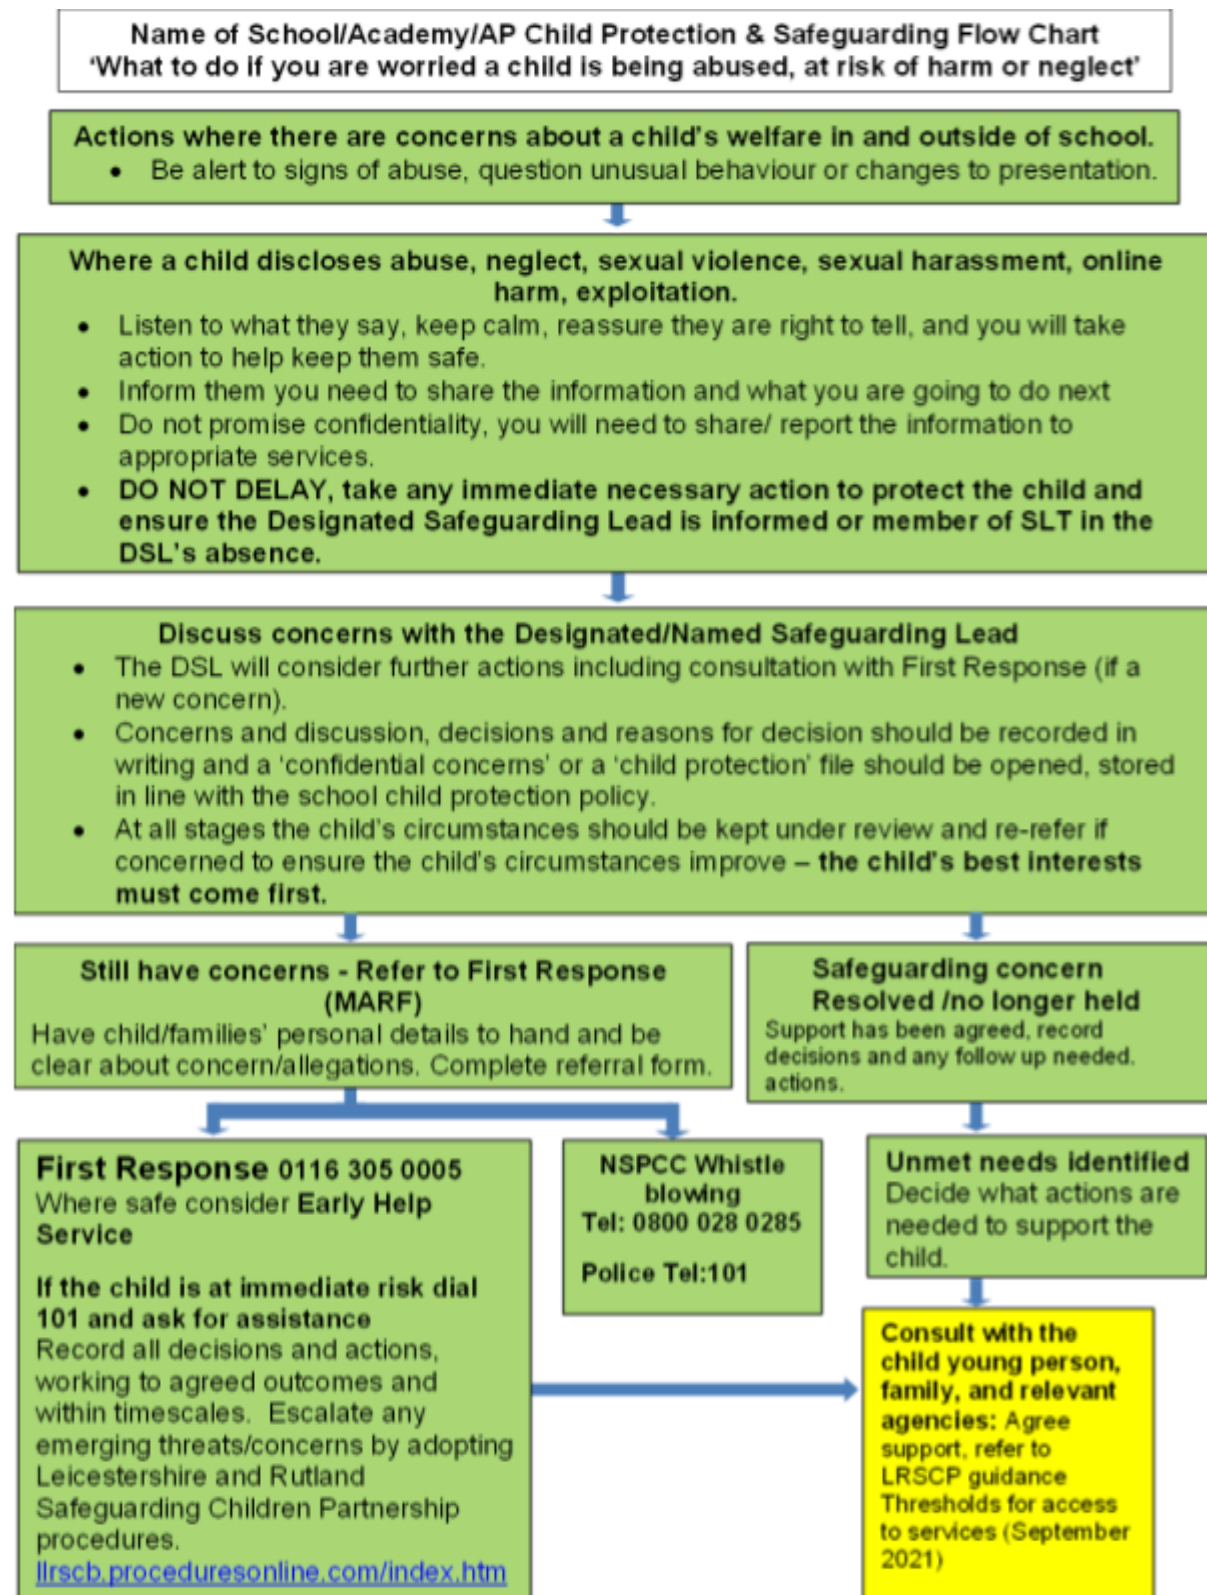 Name of School/Academy/AP Child Protection & Safeguarding Flow Chart
‘What to do if you are worried a child is being abused, at risk of harm or neglect’
Actions where there are concerns about a child’s welfare in and outside of school.
• Be alert to signs of abuse, question unusual behaviour or changes to presentation.
Where a child discloses abuse, neglect, sexual violence, sexual harassment, online
harm, exploitation.
• Listen to what they say, keep calm, reassure they are right to tell, and you will take
action to help keep them safe.
• Inform them you need to share the information and what you are going to do next
• Do not promise confidentiality, you will need to share/ report the information to
appropriate services.
• DO NOT DELAY, take any immediate necessary action to protect the child and
ensure the Designated Safeguarding Lead is informed or member of SLT in the
DSL’s absence.
Discuss concerns with the Designated/Named Safeguarding Lead
• The DSL will consider further actions including consultation with First Response (if a
new concern).
• Concerns and discussion, decisions and reasons for decision should be recorded in
writing and a ‘confidential concerns’ or a ‘child protection’ file should be opened, stored
in line with the school child protection policy.
• At all stages the child’s circumstances should be kept under review and re-refer if
concerned to ensure the child’s circumstances improve – the child’s best interests
must come first.
Still have concerns - Refer to First Response
(MARF)
Have child/families’ personal details to hand and be
clear about concern/allegations. Complete referral form.
Safeguarding concern
Resolved /no longer held
Support has been agreed, record
decisions and any follow up needed.
actions.
First Response 0116 305 0005
Where safe consider Early Help
Service
If the child is at immediate risk dial
101 and ask for assistance
Record all decisions and actions,
working to agreed outcomes and
within timescales. Escalate any
emerging threats/concerns by adopting
Leicestershire and Rutland
Safeguarding Children Partnership
procedures.
llrscb.proceduresonline.com/index.htm
NSPCC Whistle
blowing
Tel: 0800 028 0285
Police Tel:101
Unmet needs identified
Decide what actions are
needed to support the
child.
Consult with the
child young person,
family, and relevant
agencies: Agree
support, refer to
LRSCP guidance
Thresholds for access
to services (September
2021)